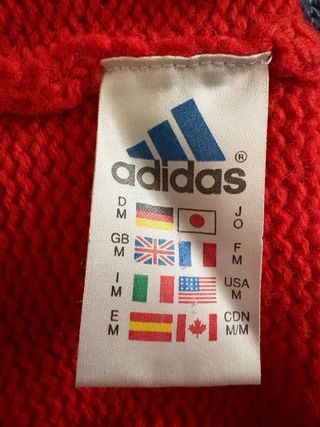 adidas ®
D J
M O
GB F
M M
I USA
M M
E CDN
M M/M